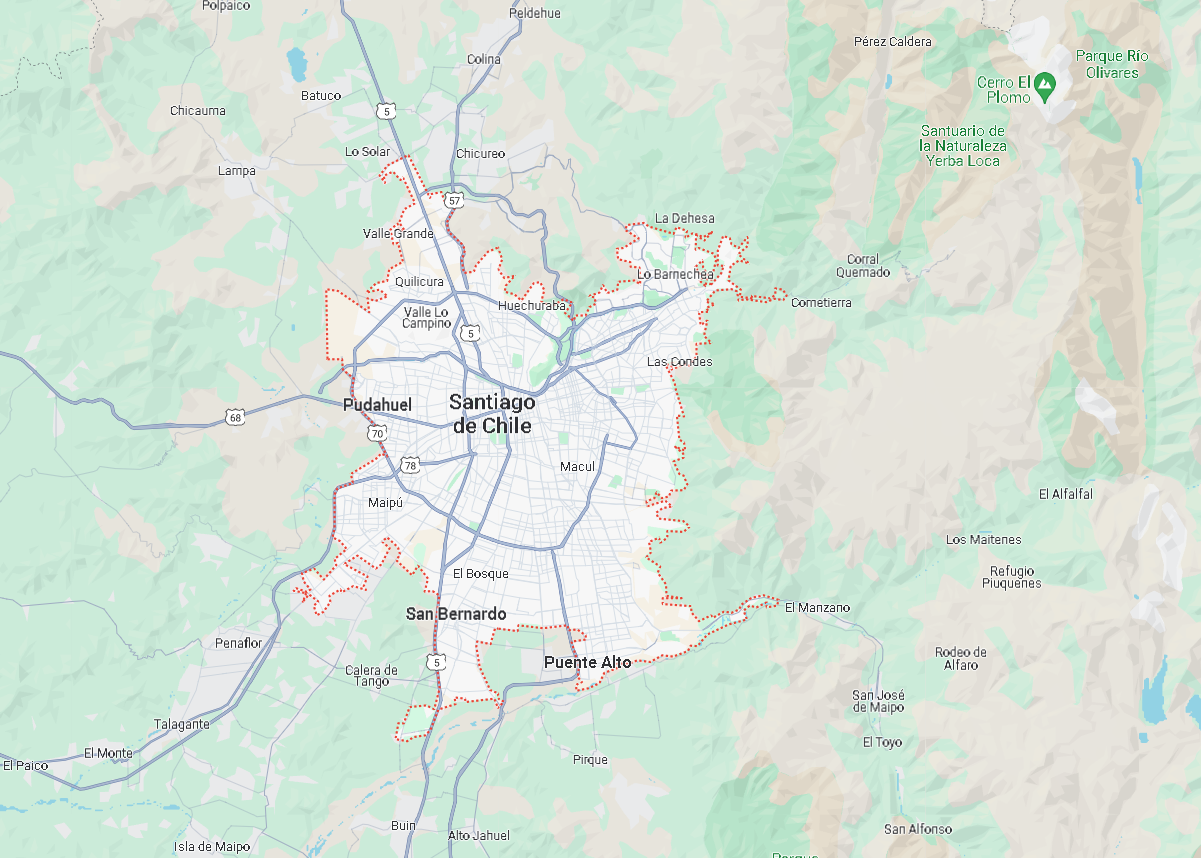 Polpaico
Peldehue
Pérez Caldera
Parque Río
Olivares
Colina
Cerro El
Plomo
Batuco
5
Chicauma
Santuario de
la Naturaleza
Yerba Loca
Lo Solar
Chicureo
Lampa
57
La Dehesa
Valle Grande
Corral
Quemado
Lo Barnechea
Quilicura
Huechuraba
Cometierra
Valle Lo
Campino
5
Las Condes
Pudahuel
Santiago
de Chile
68
70
78
Macul
Maipú
El Alfalfal
Los Maitenes
El Bosque
Refugio
Piuquenes
San Bernardo
El Manzano
Penaflor
5
Puente Alto
Rodeo de
Alfaro
Calera de
Tango
San José
de Maipo
Talagante
El Toyo
El Monte
El Paico
Pirque
Buin
Alto Jahuel
San Alfonso
Isla de Maipo
Parque